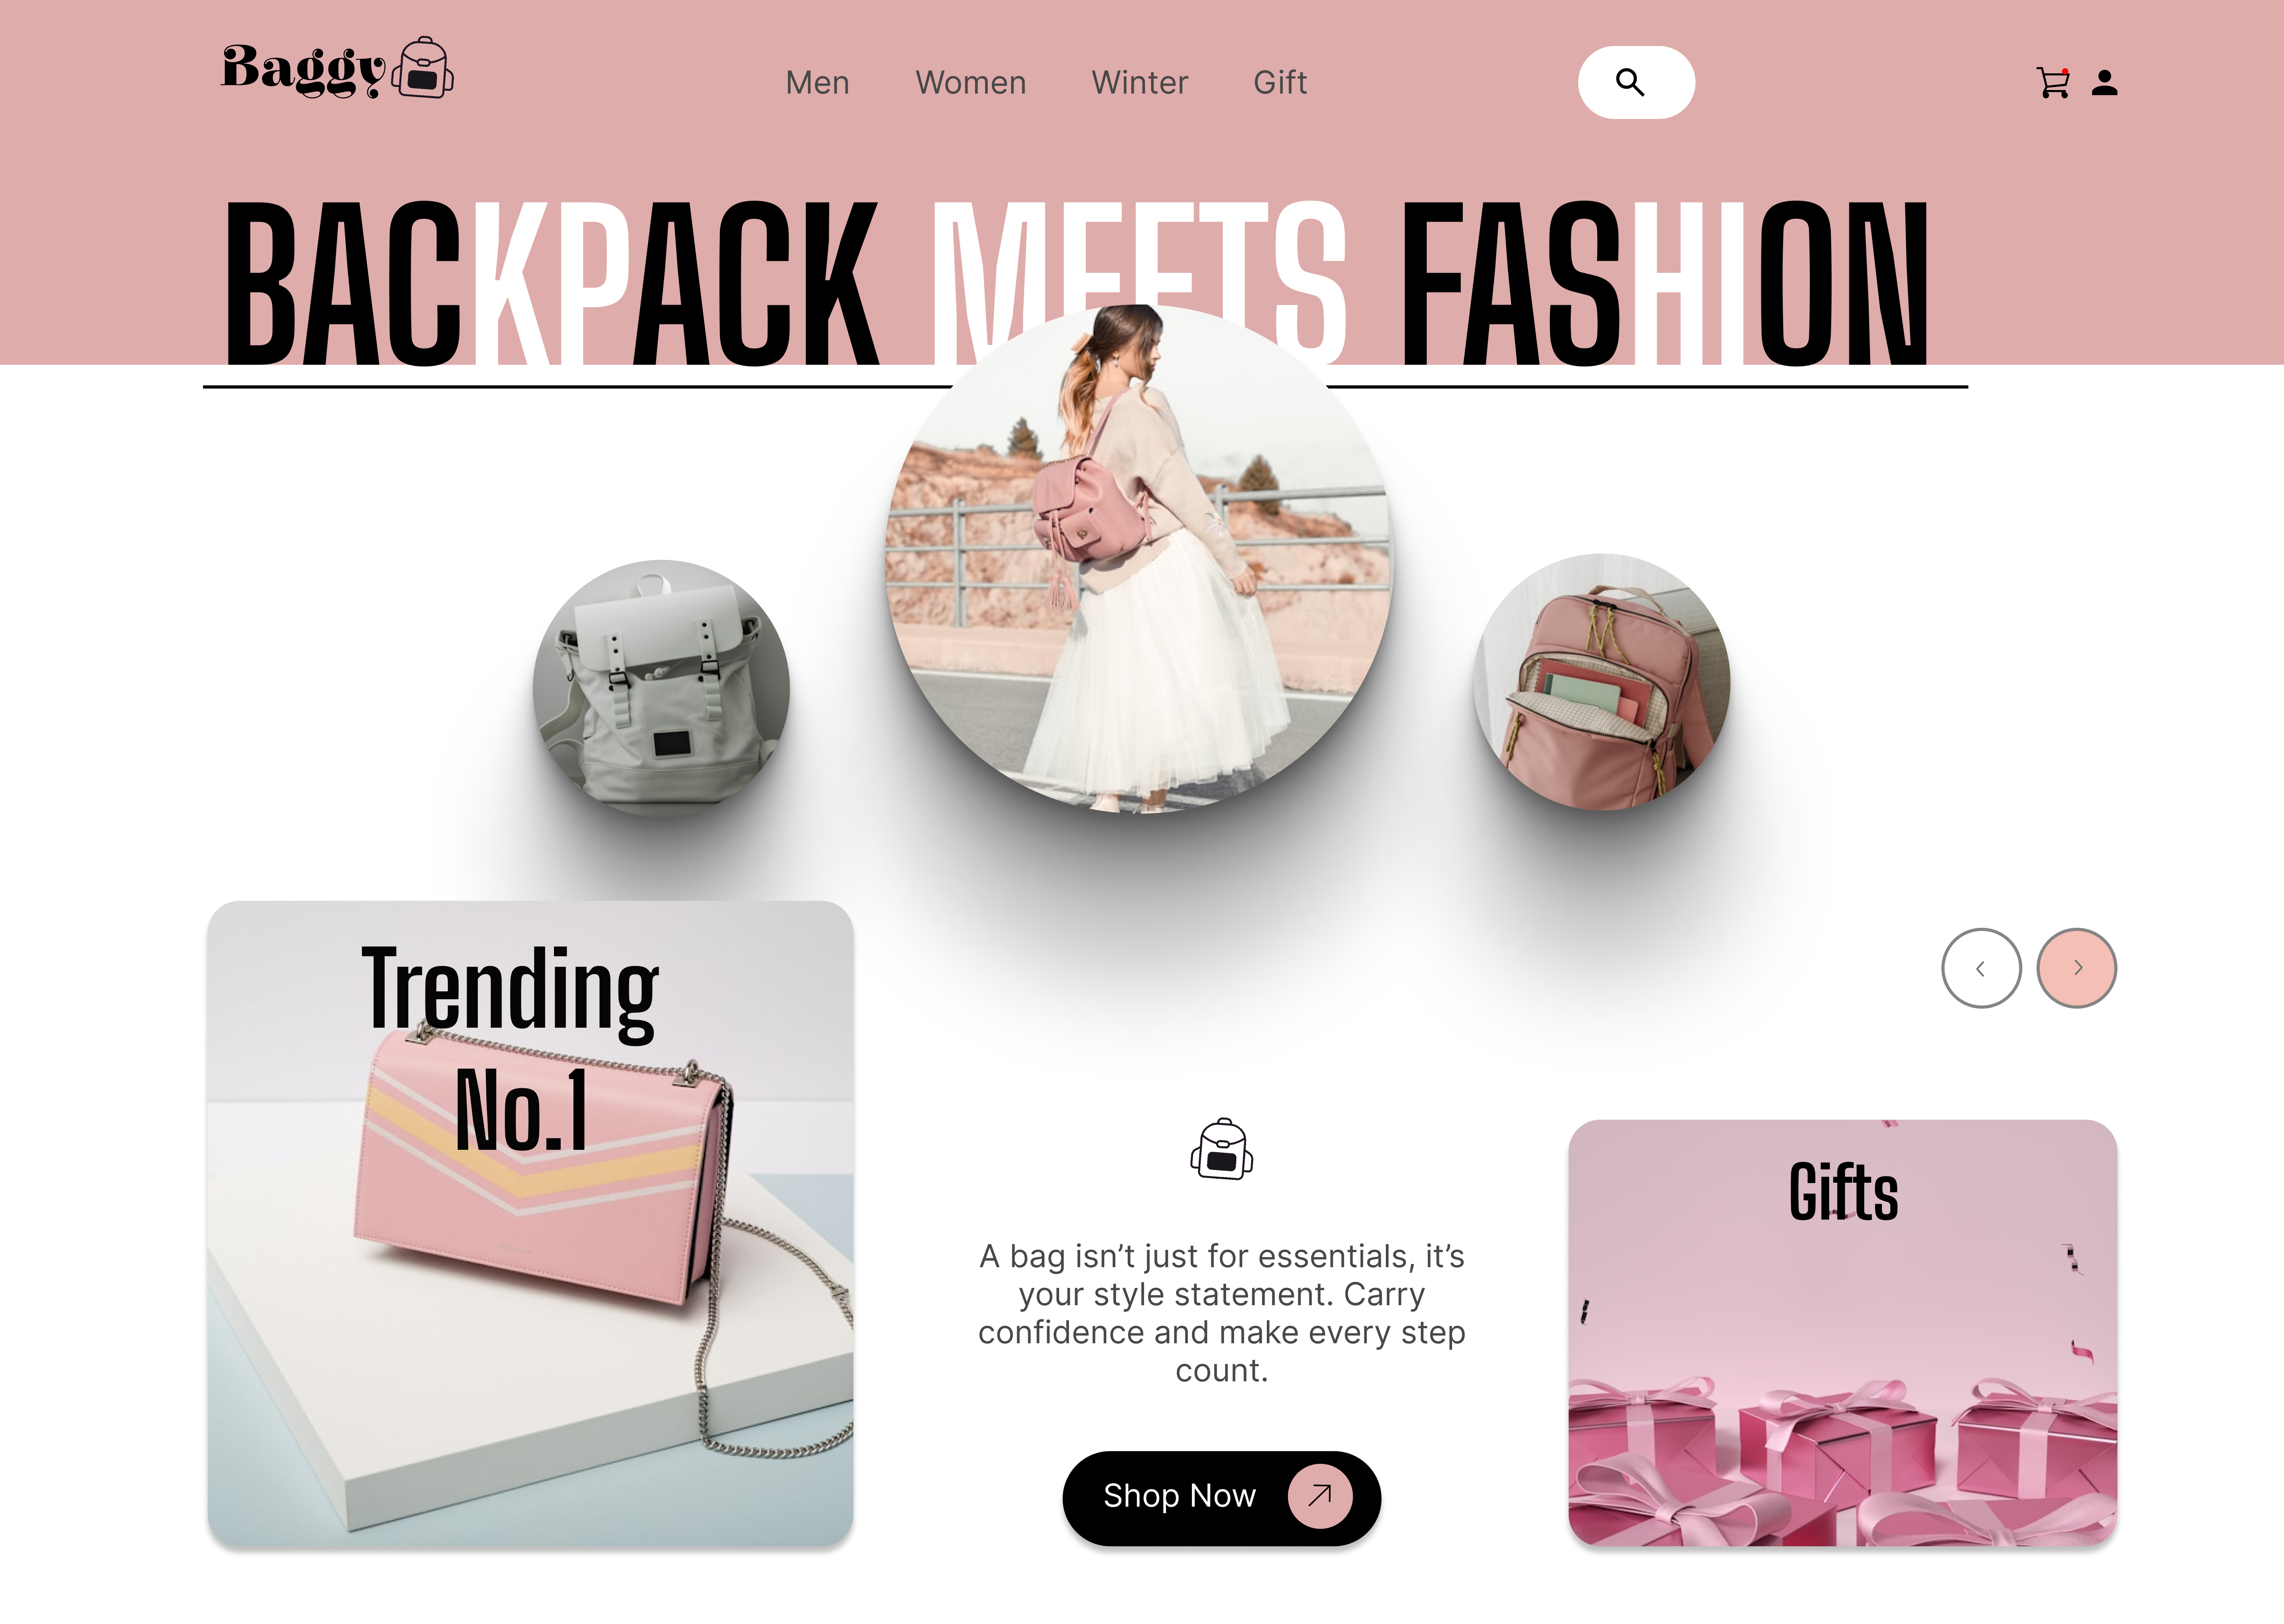 Baggy
Men Women Winter Gift
BACKPACK MEETS FASHION
Trending
No.1
A bag isn’t just for essentials, it’s
your style statement. Carry
confidence and make every step
count.
Shop Now
Gifts